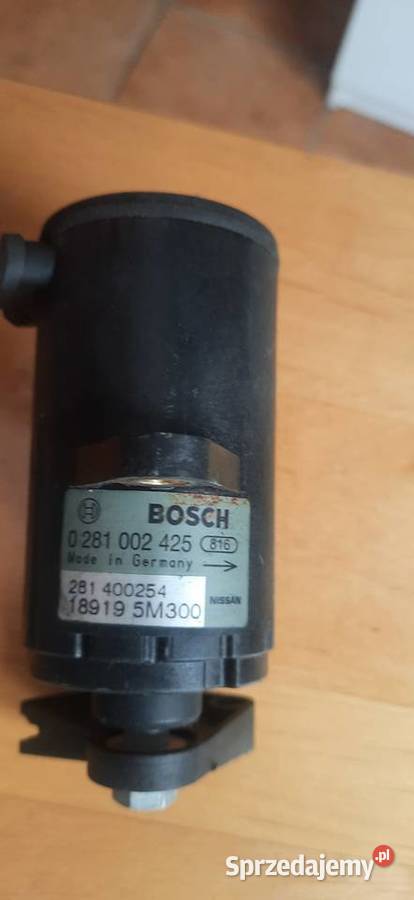 BOSCH
0 281 002 425 816
Made in Germany
281 400254
18919 5M300 NISSAN
Sprzedajemy.pl